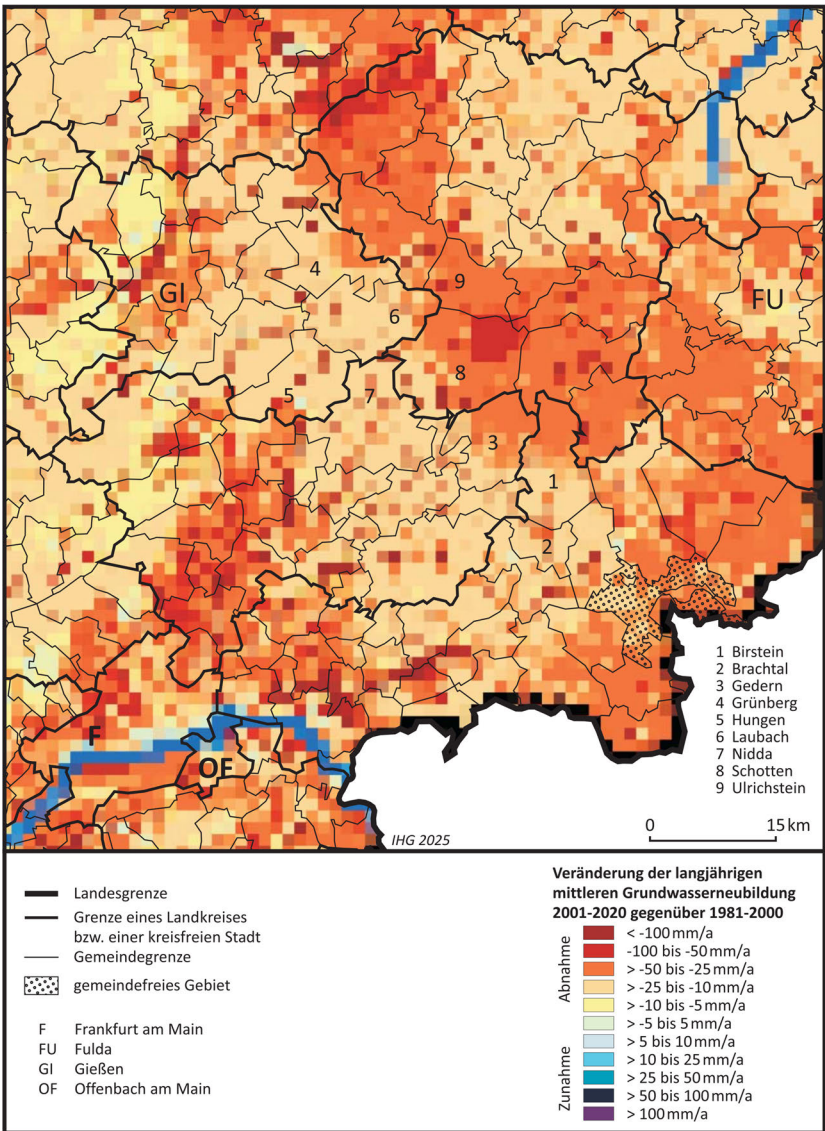 4
9
GI
FU
6
8
7
5
3
1
2
1 Birstein
2 Brachtal
3 Gedern
4 Grünberg
5 Hungen
6 Laubach
7 Nidda
8 Schotten
9 Ulrichstein
F
OF
0 15 km
IHG 2025
Landesgrenze
Grenze eines Landkreises
bzw. einer kreisfreien Stadt
Gemeindegrenze
gemeindefreies Gebiet
F Frankfurt am Main
FU Fulda
GI Gießen
OF Offenbach am Main
Veränderung der langjährigen
mittleren Grundwasserneubildung
2001-2020 gegenüber 1981-2000
Abnahme
< -100 mm/a
-100 bis -50 mm/a
> -50 bis -25 mm/a
> -25 bis -10 mm/a
> -10 bis -5 mm/a
> -5 bis 5 mm/a
Zunahme
> 5 bis 10 mm/a
> 10 bis 25 mm/a
> 25 bis 50 mm/a
> 50 bis 100 mm/a
> 100 mm/a